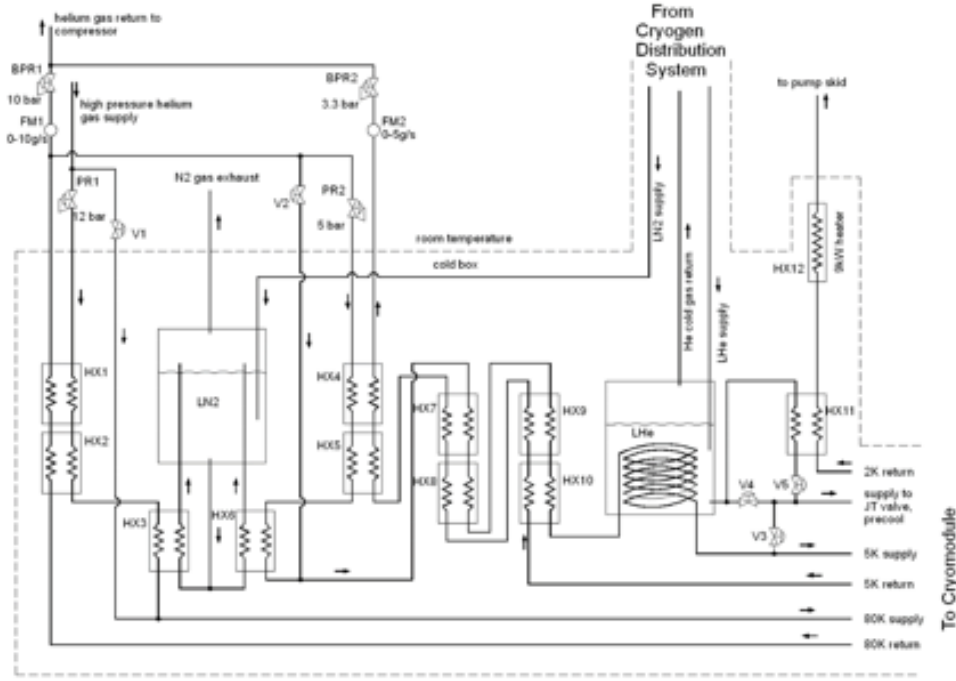 helium gas return to
compressor
From
Cryogen
Distribution
System
BPR1
10 bar
high pressure helium
gas supply
FM1
0-10g/s
BPR2
3.3 bar
FM2
0-5g/s
to pump skid
PR1
12 bar
V1
N2 gas exhaust
V2
PR2
5 bar
room temperature
cold box
LN2 supply
He cold gas return
LHe supply
HX12
9kW heater
HX1
HX2
LN2
HX4
HX5
HX7
HX8
HX9
HX10
LHe
HX11
HX3
HX6
V4
V5
V3
2K return
supply to
JT valve,
precool
5K supply
5K return
80K supply
80K return
To Cryomodule